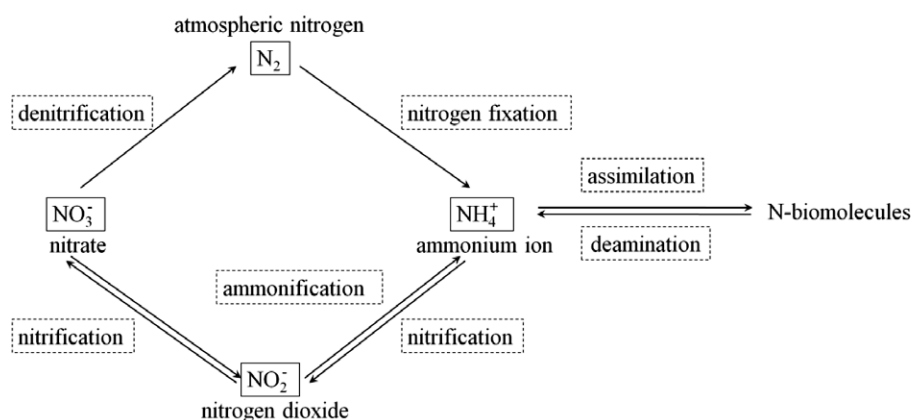 atmospheric nitrogen
N₂
denitrification
nitrogen fixation
assimilation
NO₃⁻
nitrate
NH₄⁺
ammonium ion
N-biomolecules
deamination
ammonification
nitrification
nitrification
NO₂⁻
nitrogen dioxide